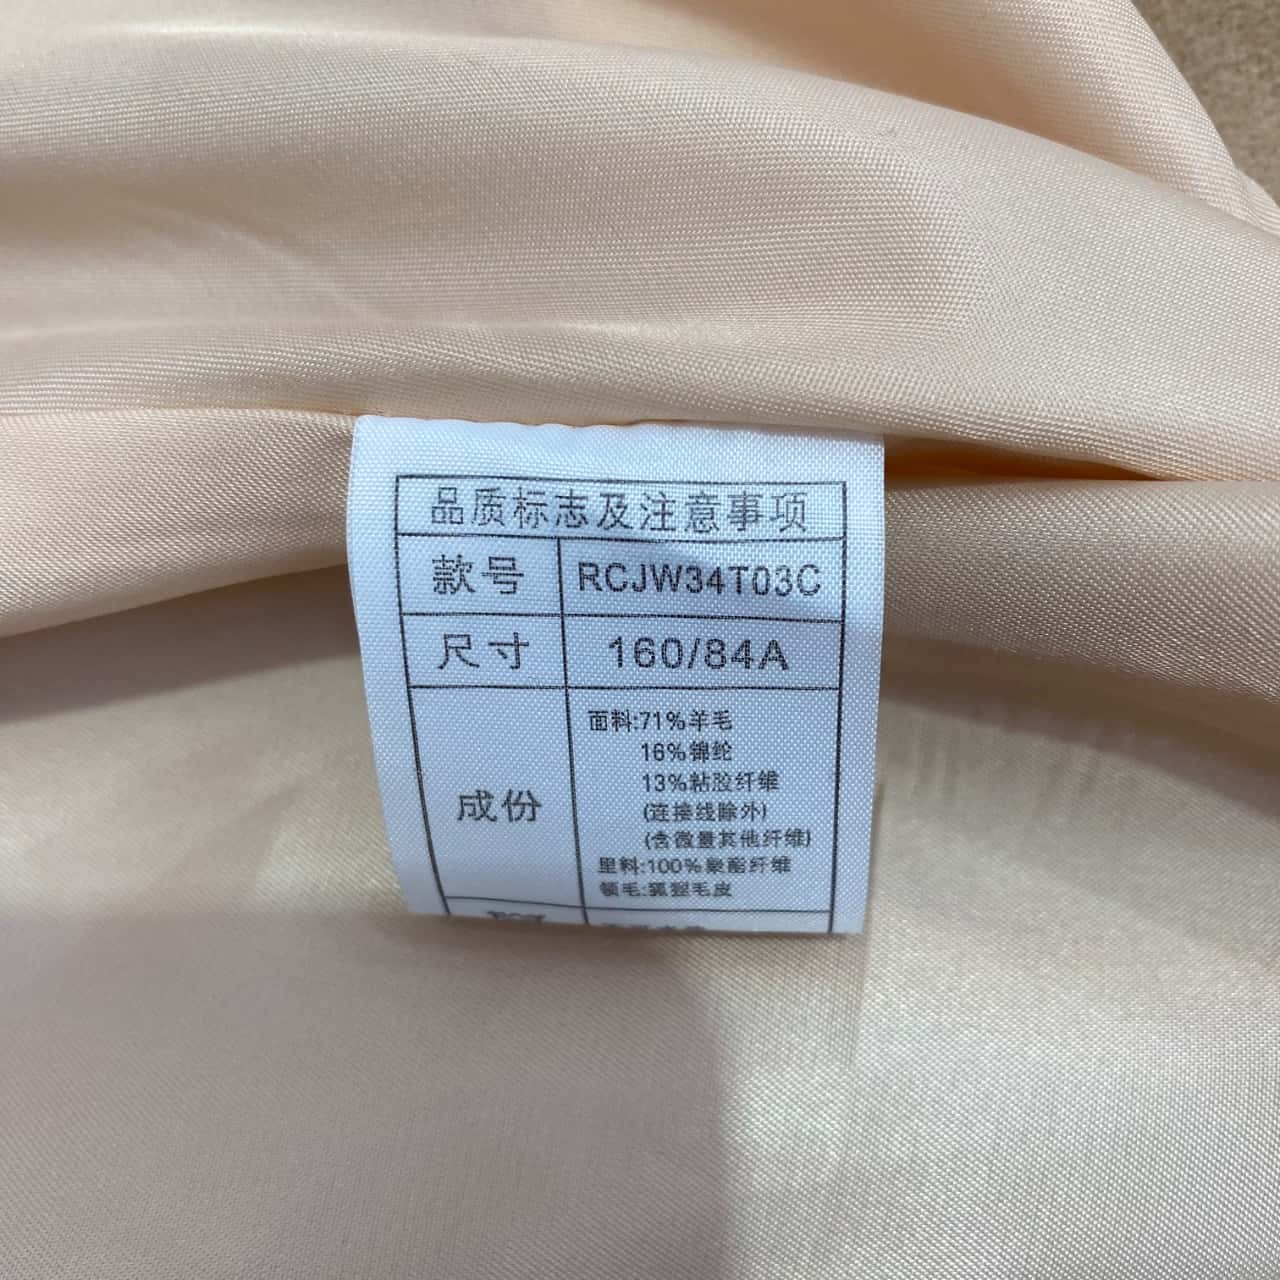 品质标志及注意事项
款号 RCJW34T03C
尺寸 160/84A
成份
面料:71%羊毛
16%锦纶
13%粘胶纤维
(连接线除外)
(含微量其他纤维)
里料:100%聚酯纤维
领毛:狐狸毛皮